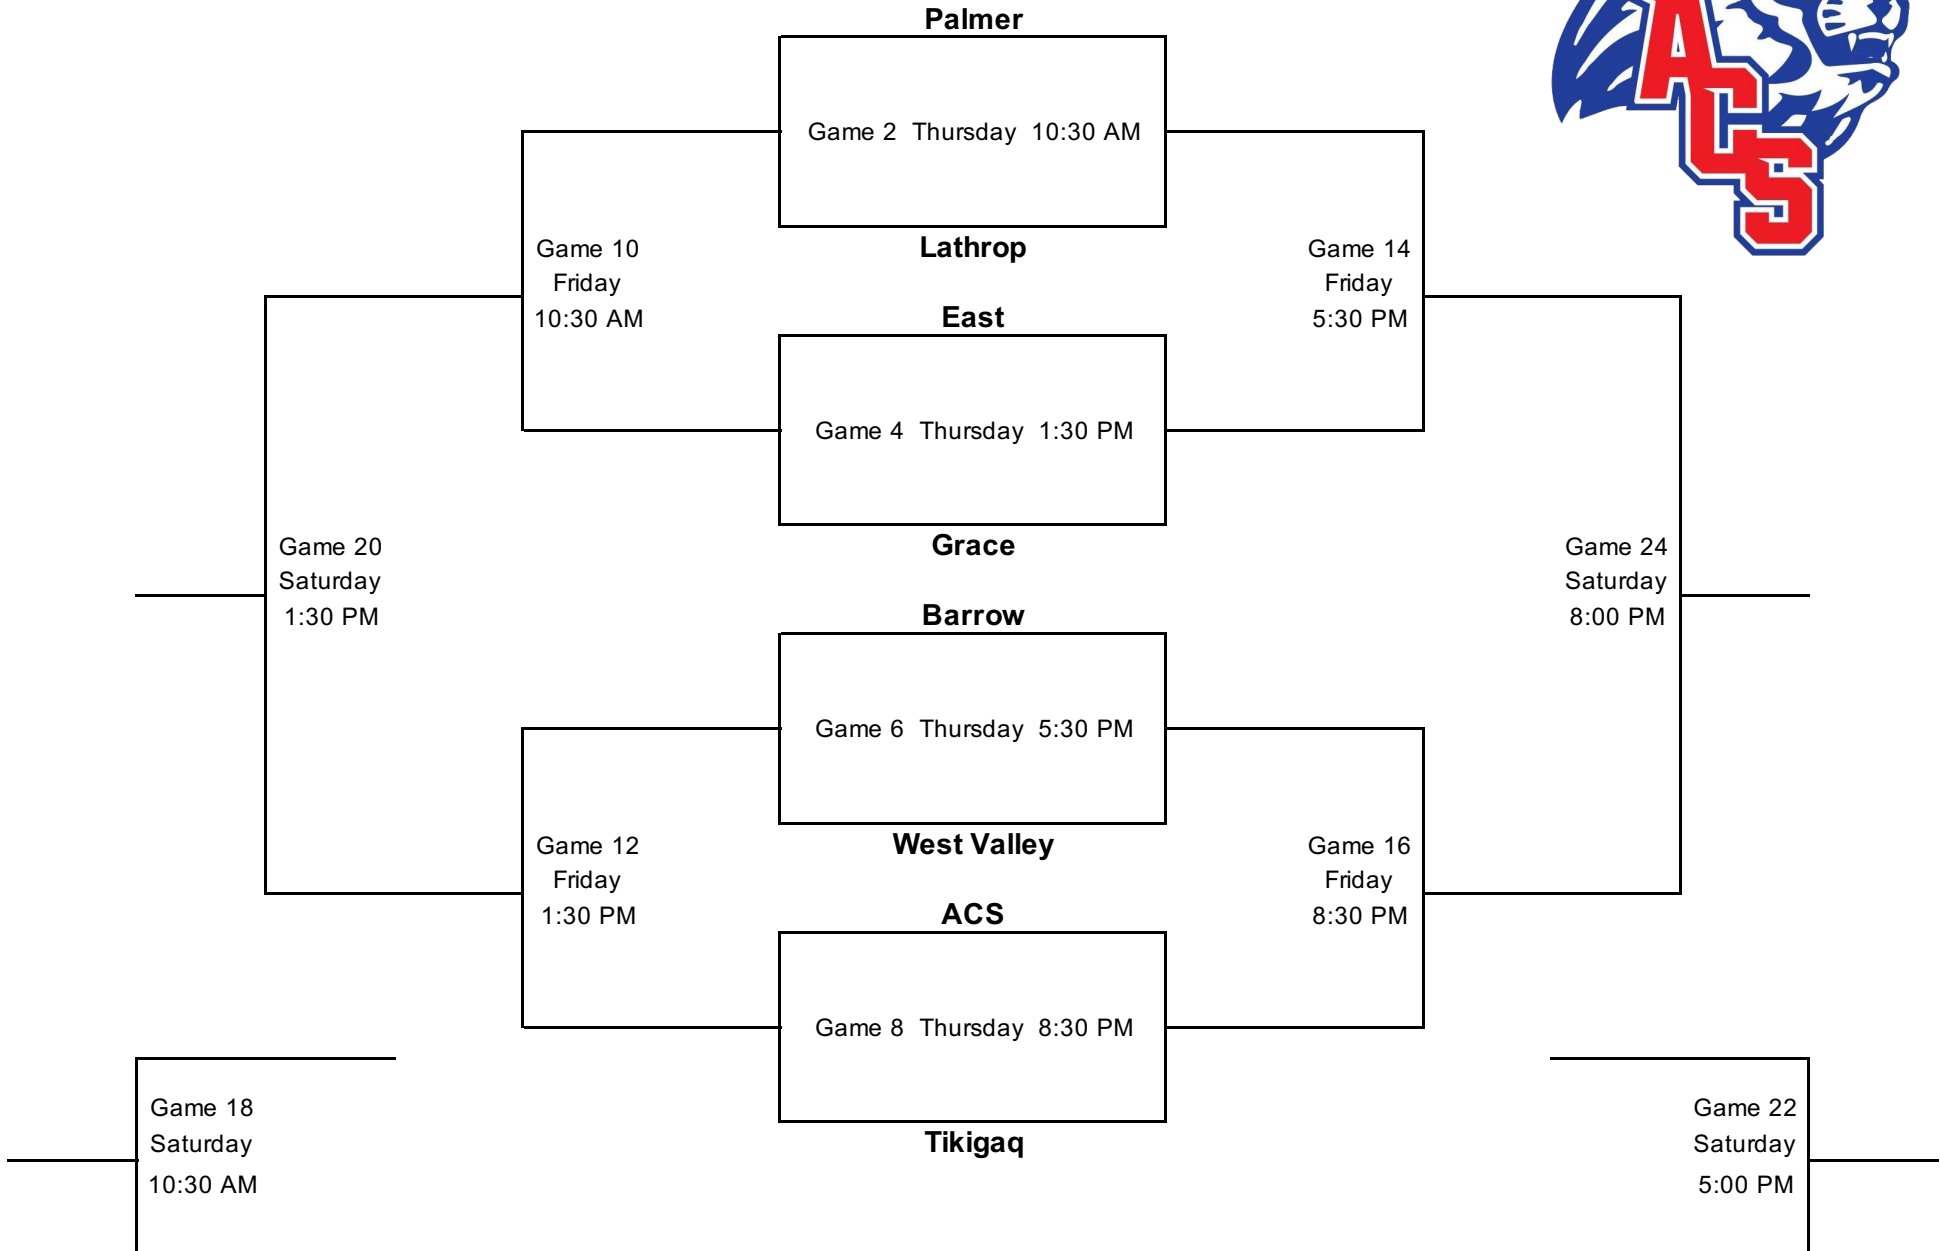 Palmer
ACS
Game 2 Thursday 10:30 AM
Game 10
Friday
10:30 AM
Lathrop
Game 14
Friday
5:30 PM
East
Game 4 Thursday 1:30 PM
Grace
Game 20
Saturday
1:30 PM
Game 24
Saturday
8:00 PM
Barrow
Game 6 Thursday 5:30 PM
West Valley
Game 12
Friday
1:30 PM
Game 16
Friday
8:30 PM
ACS
Game 8 Thursday 8:30 PM
Tikigaq
Game 18
Saturday
10:30 AM
Game 22
Saturday
5:00 PM